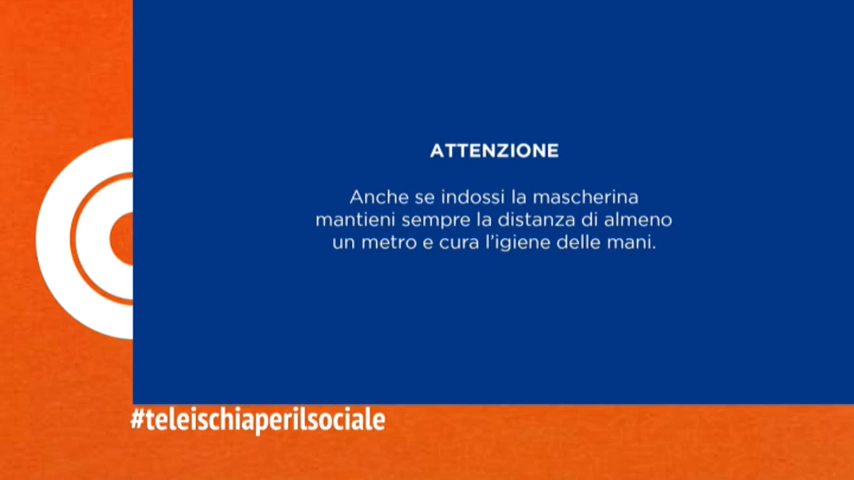 ATTENZIONE
Anche se indossi la mascherina
mantieni sempre la distanza di almeno
un metro e cura l'igiene delle mani.
#teleischiaperilsociale